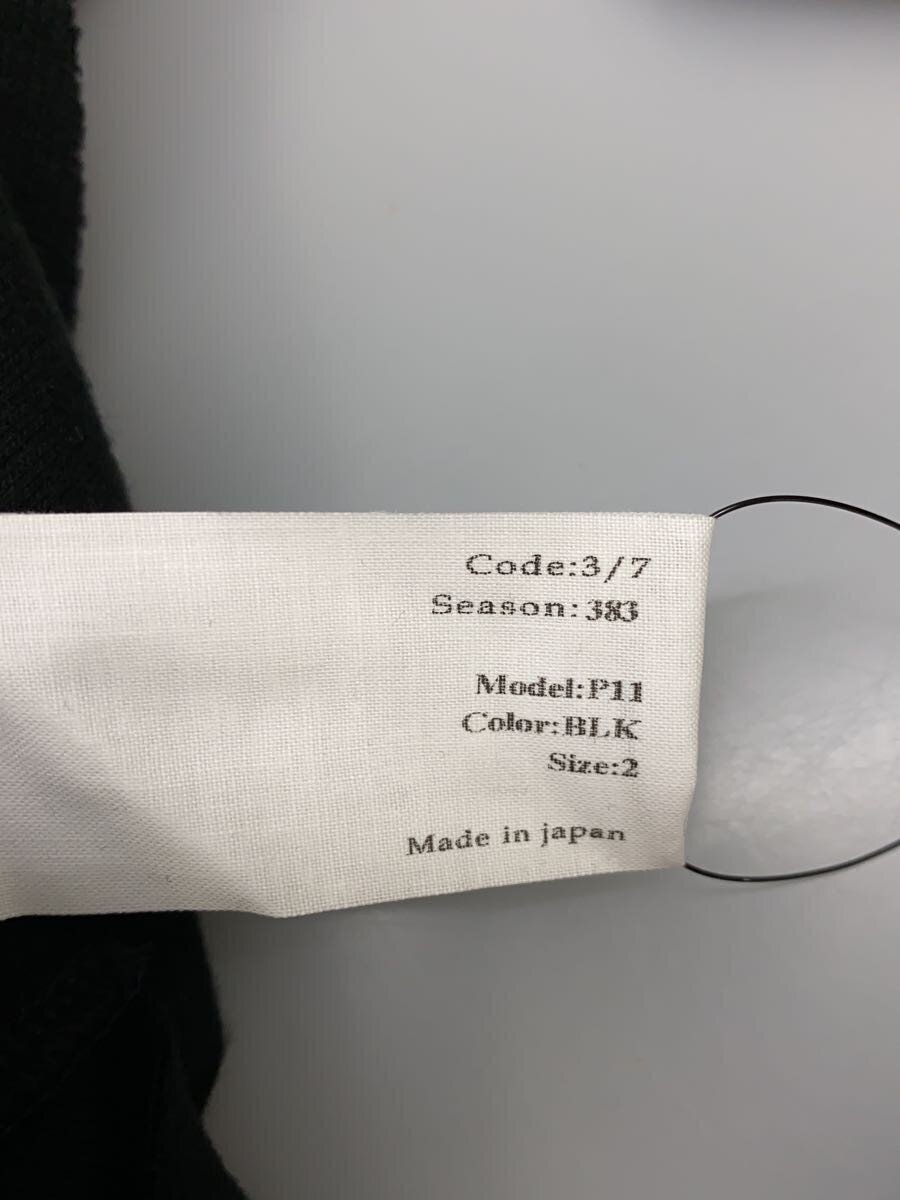 Code:3/7
Season:383
Model:P11
Color:BLK
Size:2
Made in japan